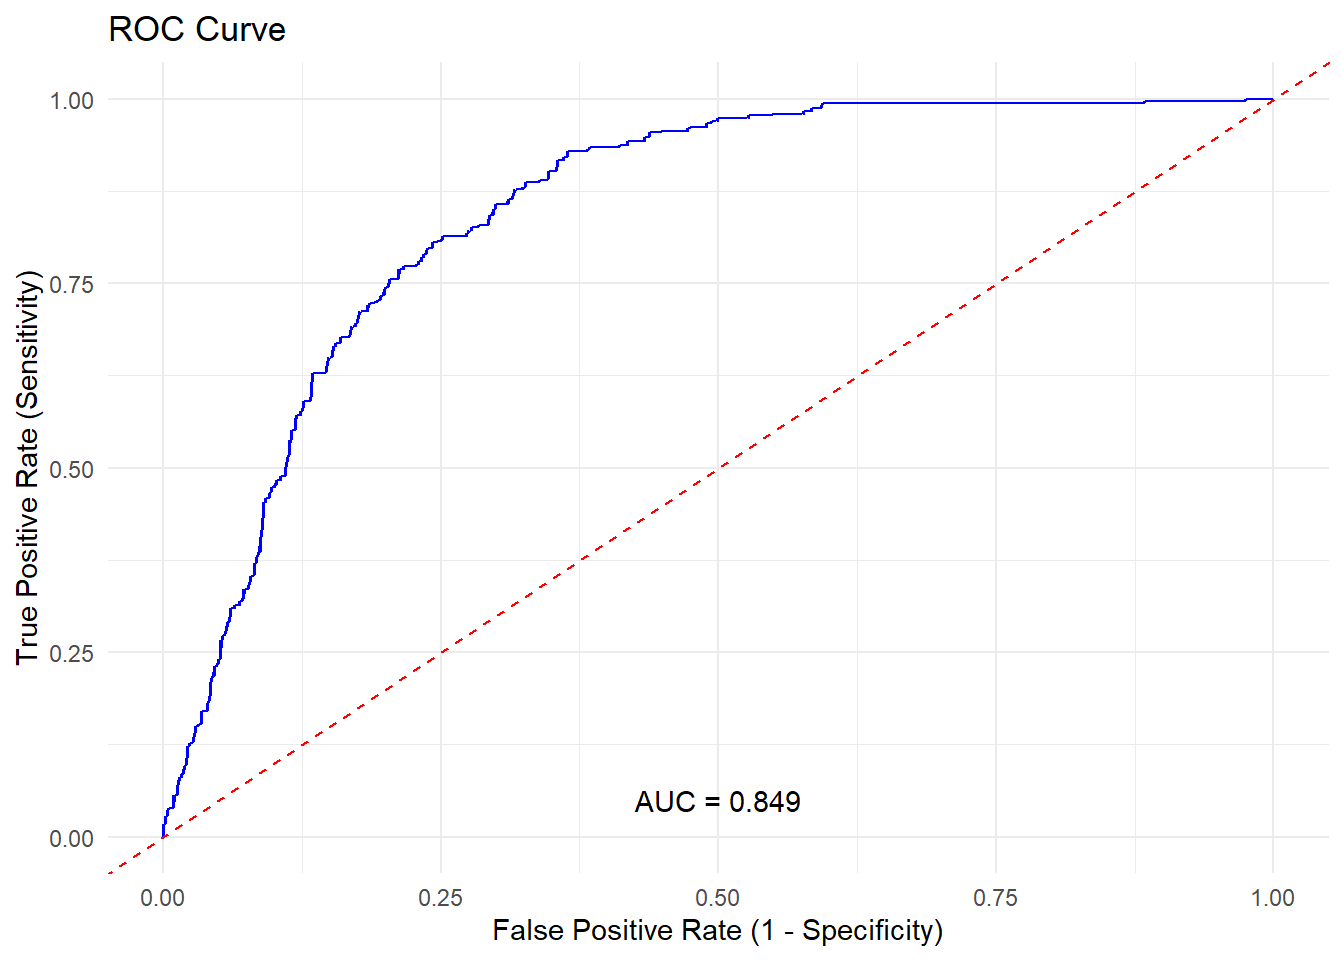 ROC Curve
1.00
0.75
0.50
0.25
0.00
True Positive Rate (Sensitivity)
AUC = 0.849
0.00 0.25 0.50 0.75 1.00
False Positive Rate (1 - Specificity)